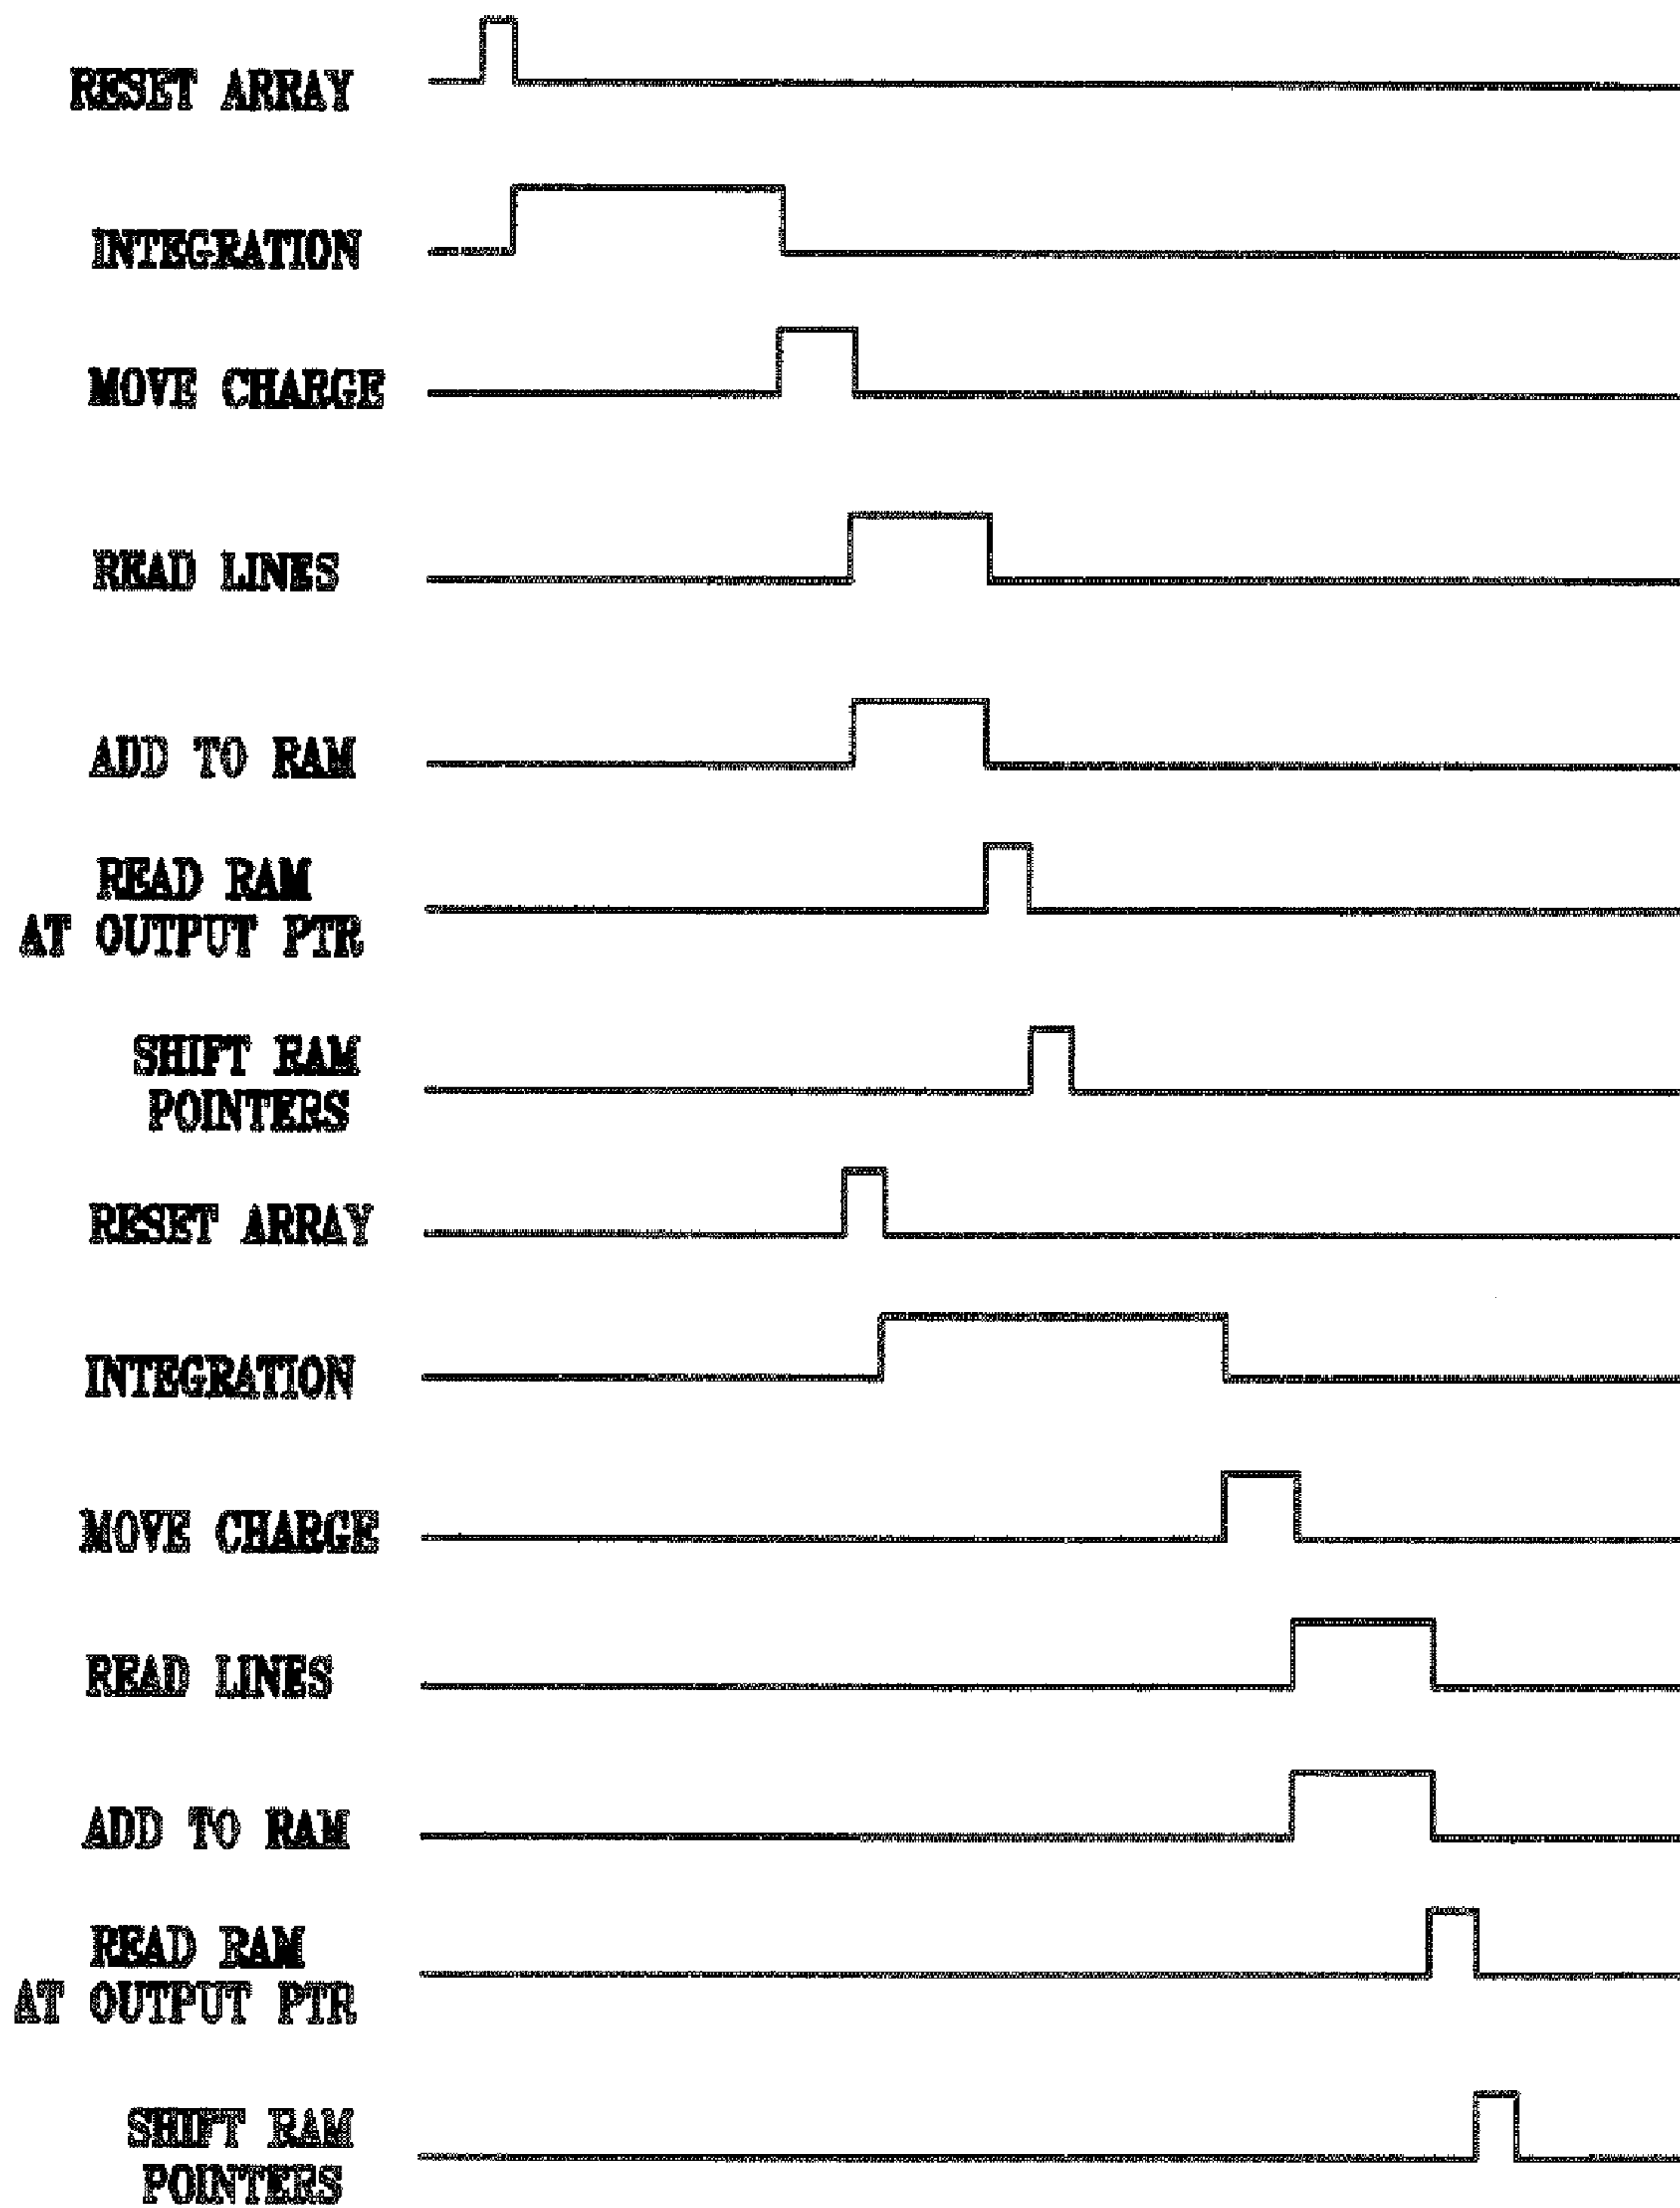 RESET ARRAY
INTEGRATION
MOVE CHARGE
READ LINES
ADD TO RAM
READ RAM
AT OUTPUT PTR
SHIFT RAM
POINTERS
RESET ARRAY
INTEGRATION
MOVE CHARGE
READ LINES
ADD TO RAM
READ RAM
AT OUTPUT PTR
SHIFT RAM
POINTERS